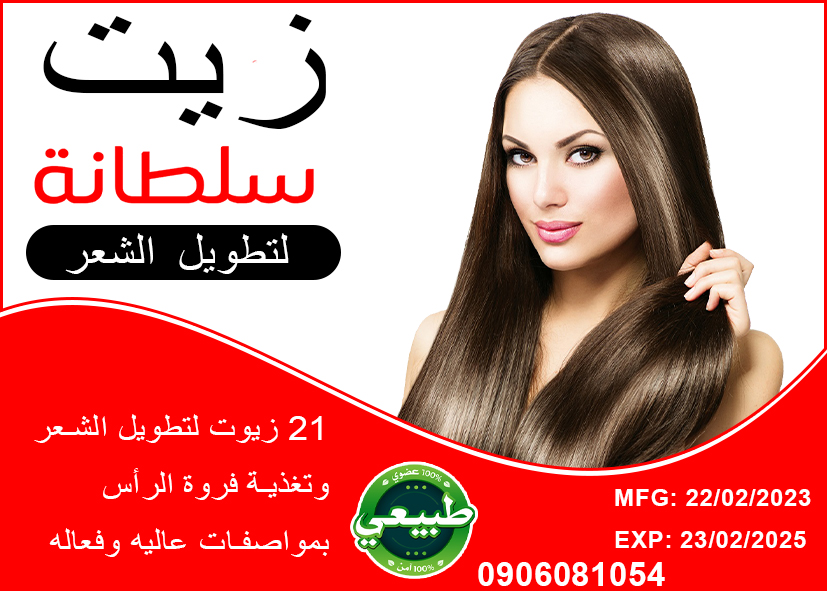 زيت
سلطانة
لتطويل الشعر
21 زيوت لتطويل الشعر
وتغذية فروة الرأس
بمواصفات عاليه وفعاله
100% عضوي
طبيعي
100% آمن
MFG: 22/02/2023
EXP: 23/02/2025
0906081054